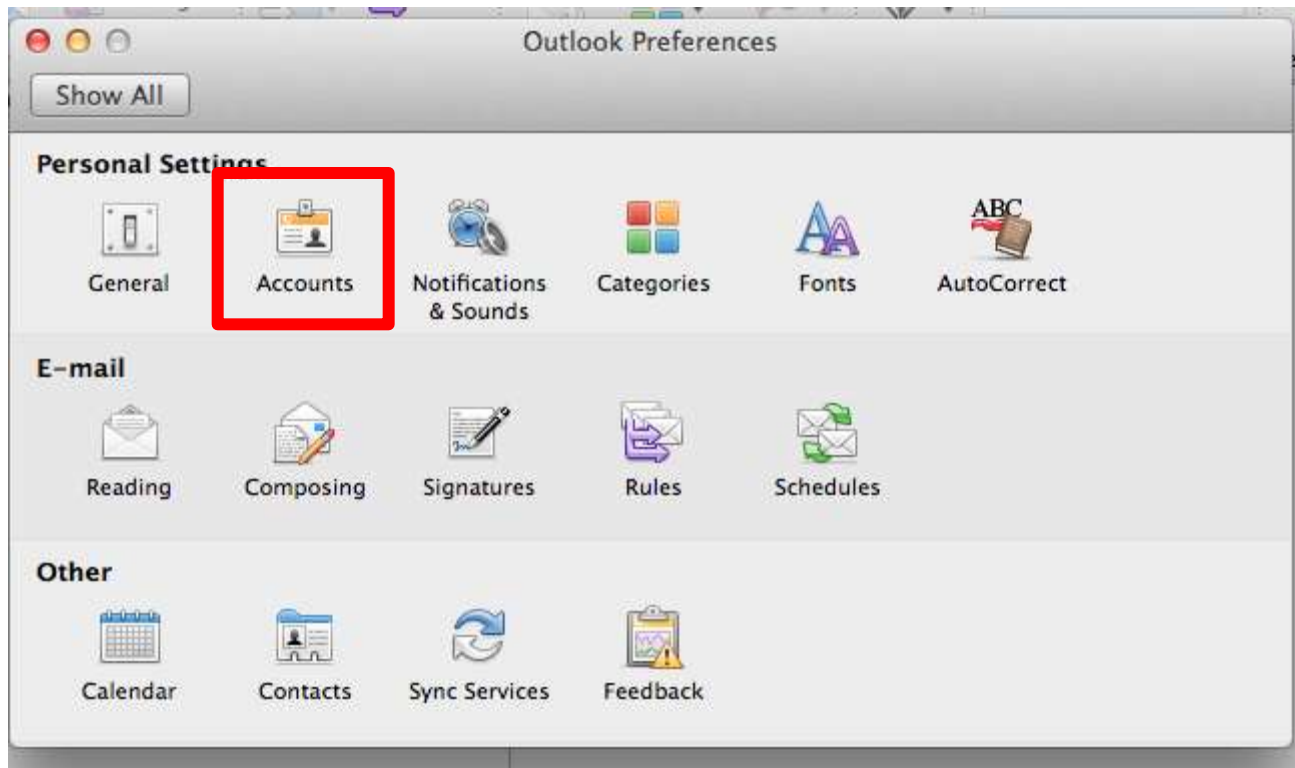 Outlook Preferences
Show All
Personal Settings
General Accounts Notifications & Sounds Categories Fonts ABC AutoCorrect
E-mail
Reading Composing Signatures Rules Schedules
Other
Calendar Contacts Sync Services Feedback